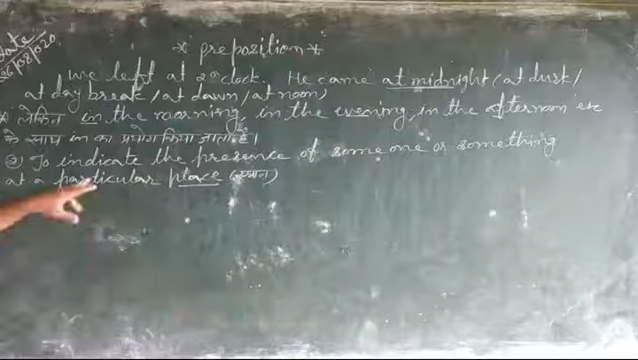 Date
26/08/020
* preposition *
we left at 2 o'clock. He came at midnight (at dusk/
at day break/at dawn/at noon)
* लेकिन in the morning, in the evening, in the afternoon etc
के साथ in का प्रयोग किया जाता है।
② To indicate the presence of some one or something
at a particular place (स्थान)